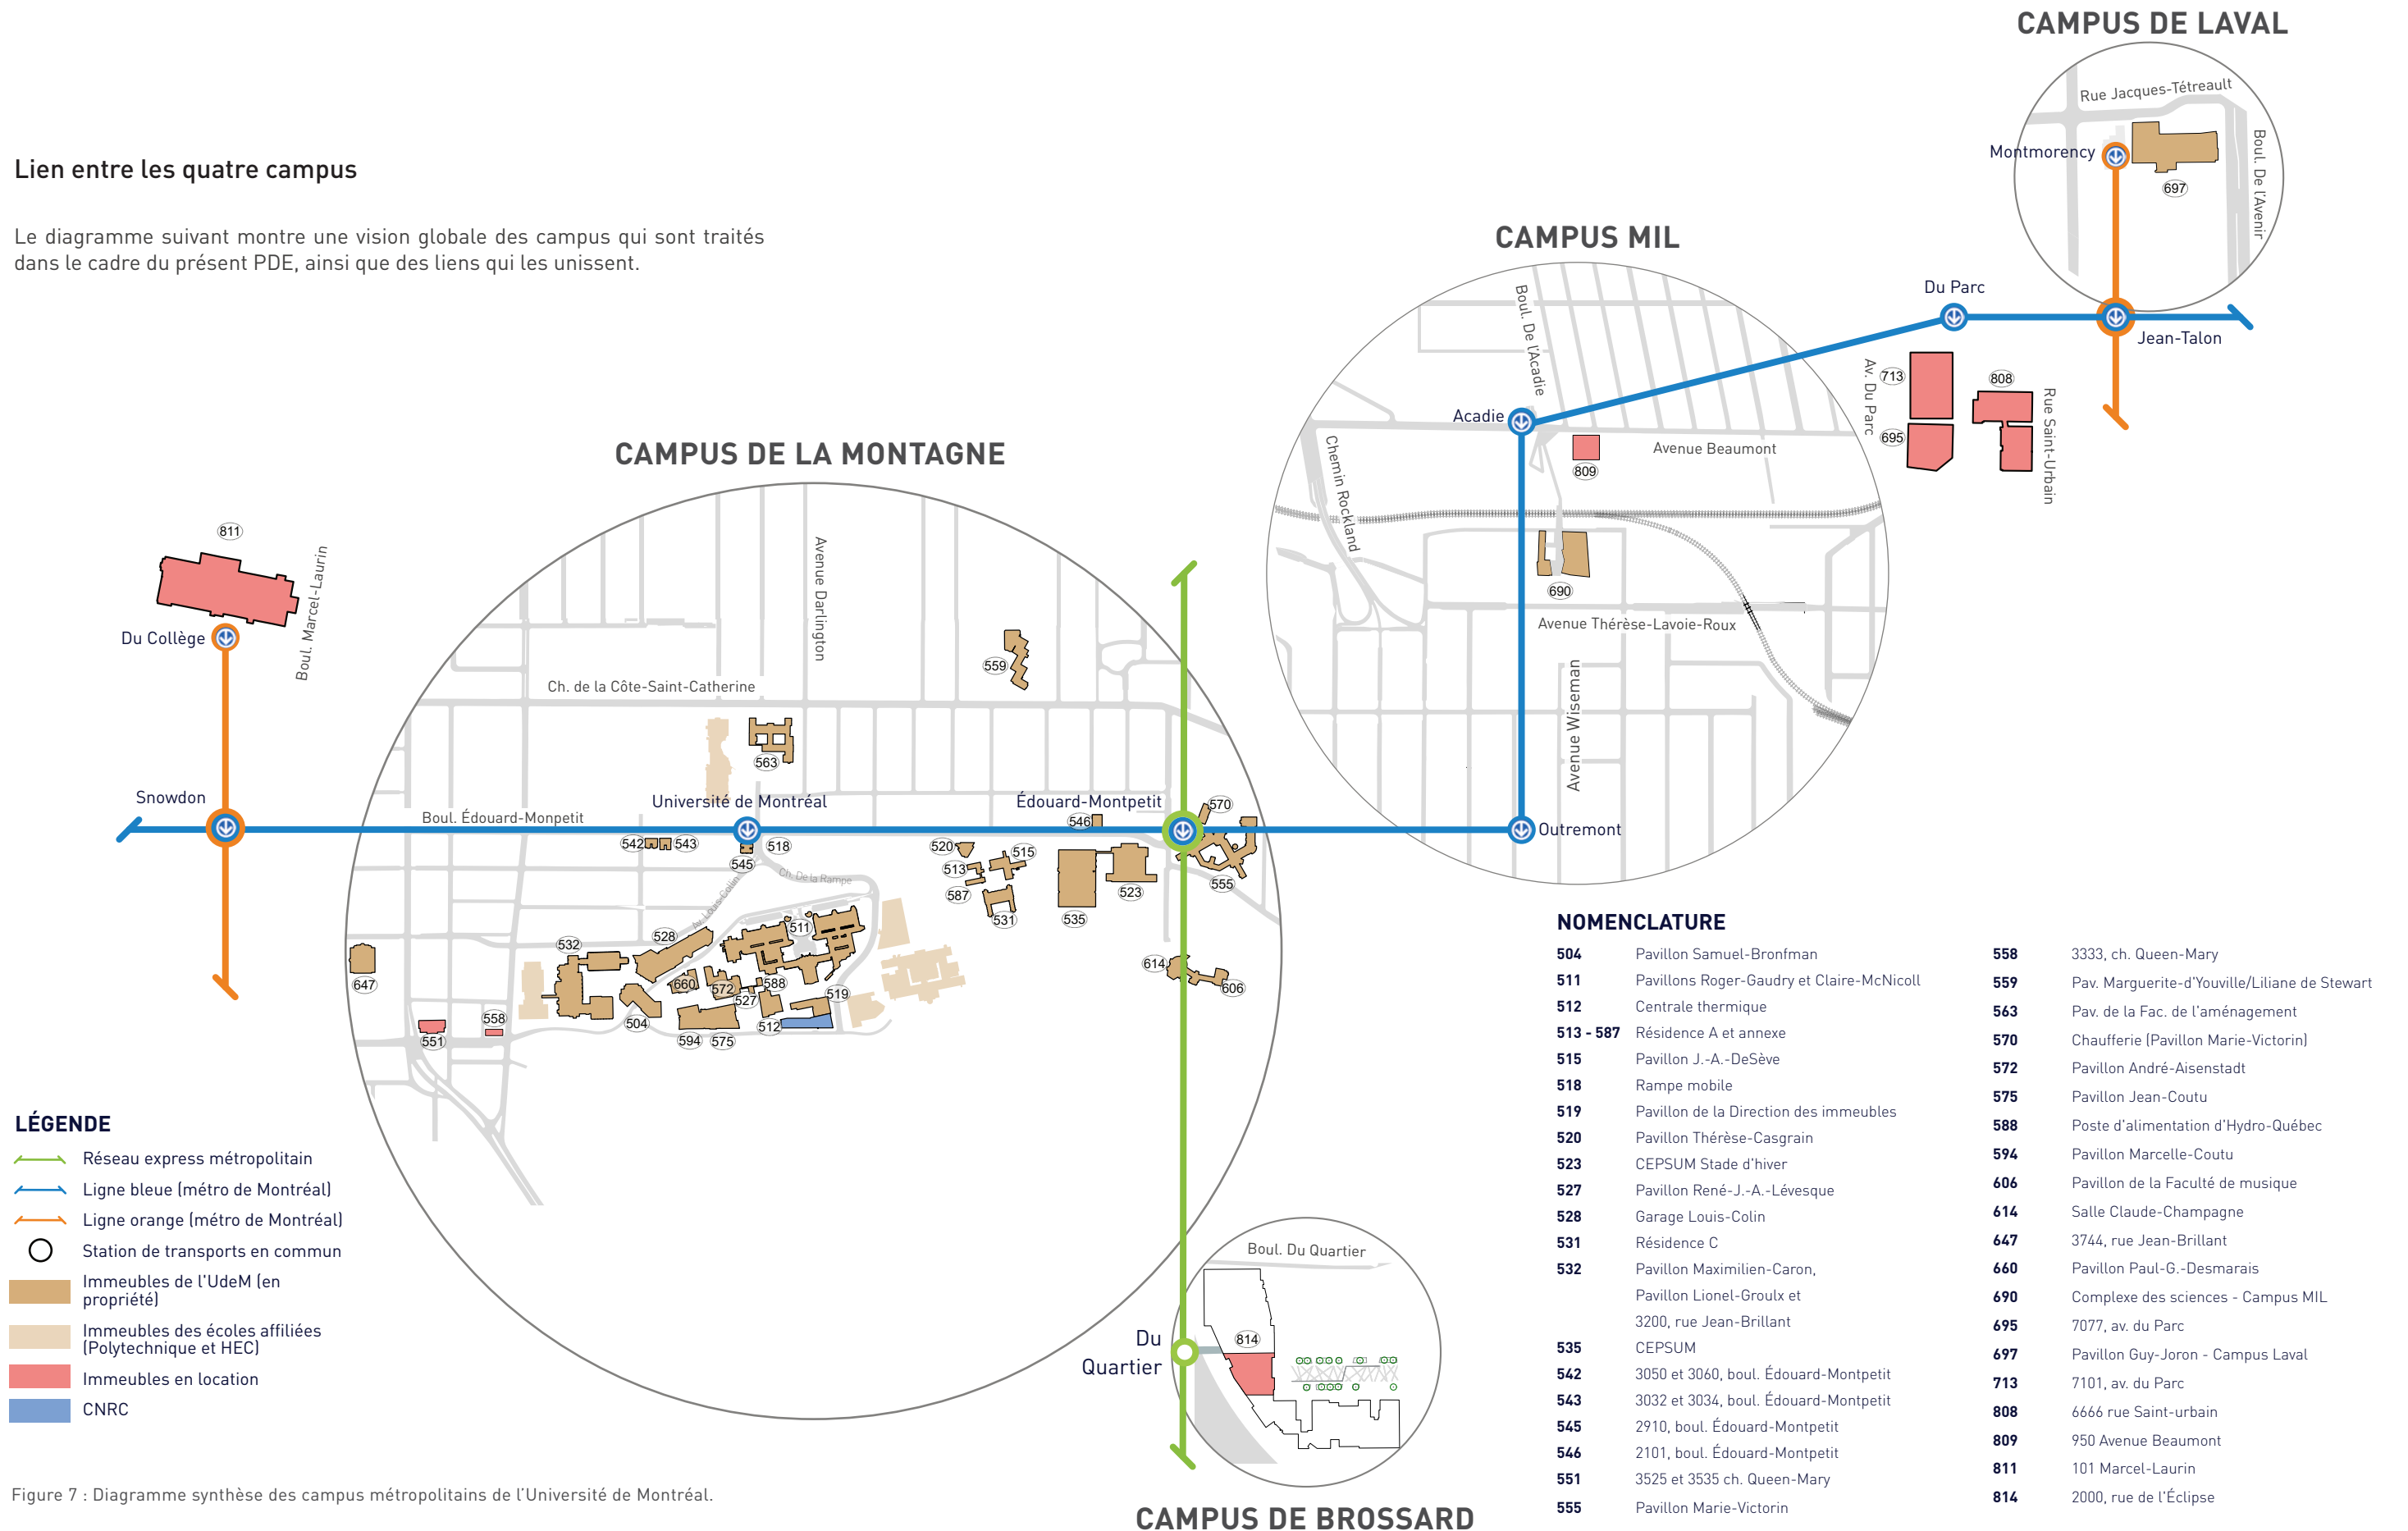 CAMPUS DE LAVAL
Rue Jacques-Tétreault
Montmorency
Boul. De l'Avenir
697
Lien entre les quatre campus
Le diagramme suivant montre une vision globale des campus qui sont traités
dans le cadre du présent PDE, ainsi que des liens qui les unissent.
CAMPUS MIL
Boul. De l'Acadie
Du Parc
Jean-Talon
Acadie
Avenue Beaumont
809
Chemin Rockland
Av. Du Parc
713
695
808
Rue Saint-Urbain
690
Avenue Thérèse-Lavoie-Roux
Avenue Wiseman
Outremont
CAMPUS DE LA MONTAGNE
811
Boul. Marcel-Laurin
Du Collège
Snowdon
Avenue Darlington
559
Ch. de la Côte-Saint-Catherine
563
Université de Montréal
Édouard-Montpetit
Boul. Édouard-Monpetit
570
546
542
543
518
545
520
515
513
587
531
535
523
555
Ch. De la Rampe
Av. Louis-Colin
511
528
532
647
660
572
588
527
519
504
512
594
575
558
551
614
606
Boul. Du Quartier
814
Du
Quartier
CAMPUS DE BROSSARD
LÉGENDE
Réseau express métropolitain
Ligne bleue (métro de Montréal)
Ligne orange (métro de Montréal)
Station de transports en commun
Immeubles de l'UdeM (en
propriété)
Immeubles des écoles affiliées
(Polytechnique et HEC)
Immeubles en location
CNRC
Figure 7 : Diagramme synthèse des campus métropolitains de l'Université de Montréal.
NOMENCLATURE
504 Pavillon Samuel-Bronfman
511 Pavillons Roger-Gaudry et Claire-McNicoll
512 Centrale thermique
513 - 587 Résidence A et annexe
515 Pavillon J.-A.-DeSève
518 Rampe mobile
519 Pavillon de la Direction des immeubles
520 Pavillon Thérèse-Casgrain
523 CEPSUM Stade d'hiver
527 Pavillon René-J.-A.-Lévesque
528 Garage Louis-Colin
531 Résidence C
532 Pavillon Maximilien-Caron,
Pavillon Lionel-Groulx et
3200, rue Jean-Brillant
535 CEPSUM
542 3050 et 3060, boul. Édouard-Montpetit
543 3032 et 3034, boul. Édouard-Montpetit
545 2910, boul. Édouard-Montpetit
546 2101, boul. Édouard-Montpetit
551 3525 et 3535 ch. Queen-Mary
555 Pavillon Marie-Victorin
558 3333, ch. Queen-Mary
559 Pav. Marguerite-d'Youville/Liliane de Stewart
563 Pav. de la Fac. de l'aménagement
570 Chaufferie (Pavillon Marie-Victorin)
572 Pavillon André-Aisenstadt
575 Pavillon Jean-Coutu
588 Poste d'alimentation d'Hydro-Québec
594 Pavillon Marcelle-Coutu
606 Pavillon de la Faculté de musique
614 Salle Claude-Champagne
647 3744, rue Jean-Brillant
660 Pavillon Paul-G.-Desmarais
690 Complexe des sciences - Campus MIL
695 7077, av. du Parc
697 Pavillon Guy-Joron - Campus Laval
713 7101, av. du Parc
808 6666 rue Saint-urbain
809 950 Avenue Beaumont
811 101 Marcel-Laurin
814 2000, rue de l'Éclipse